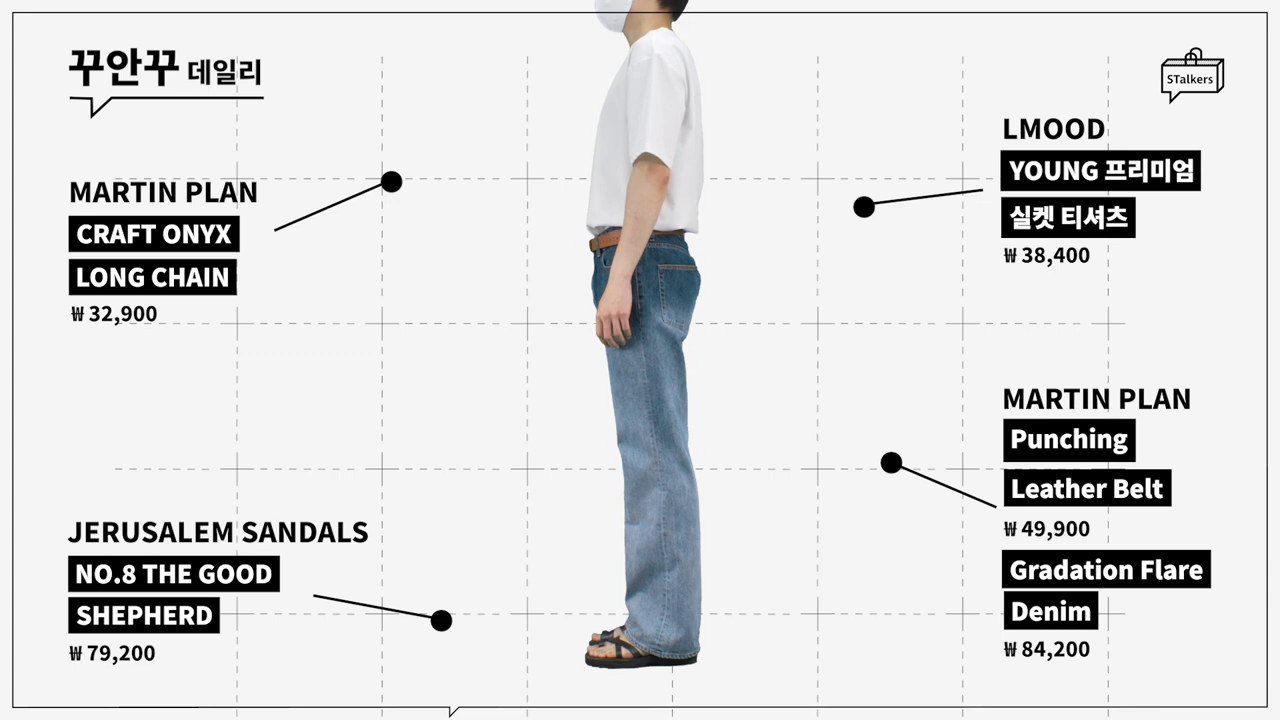 꾸안꾸 데일리
STalkers
MARTIN PLAN
CRAFT ONYX
LONG CHAIN
₩ 32,900
JERUSALEM SANDALS
NO.8 THE GOOD
SHEPHERD
₩ 79,200
LMOOD
YOUNG 프리미엄
실켓 티셔츠
₩ 38,400
MARTIN PLAN
Punching
Leather Belt
₩ 49,900
Gradation Flare
Denim
₩ 84,200